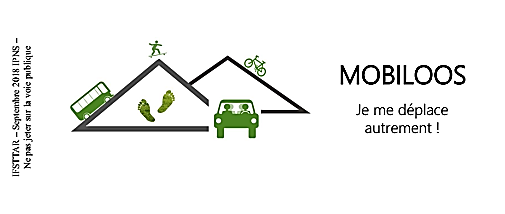 IFSTTAR – Septembre 2018 IPNS –
Ne pas jeter sur la voie publique
MOBILOOS
Je me déplace
autrement !